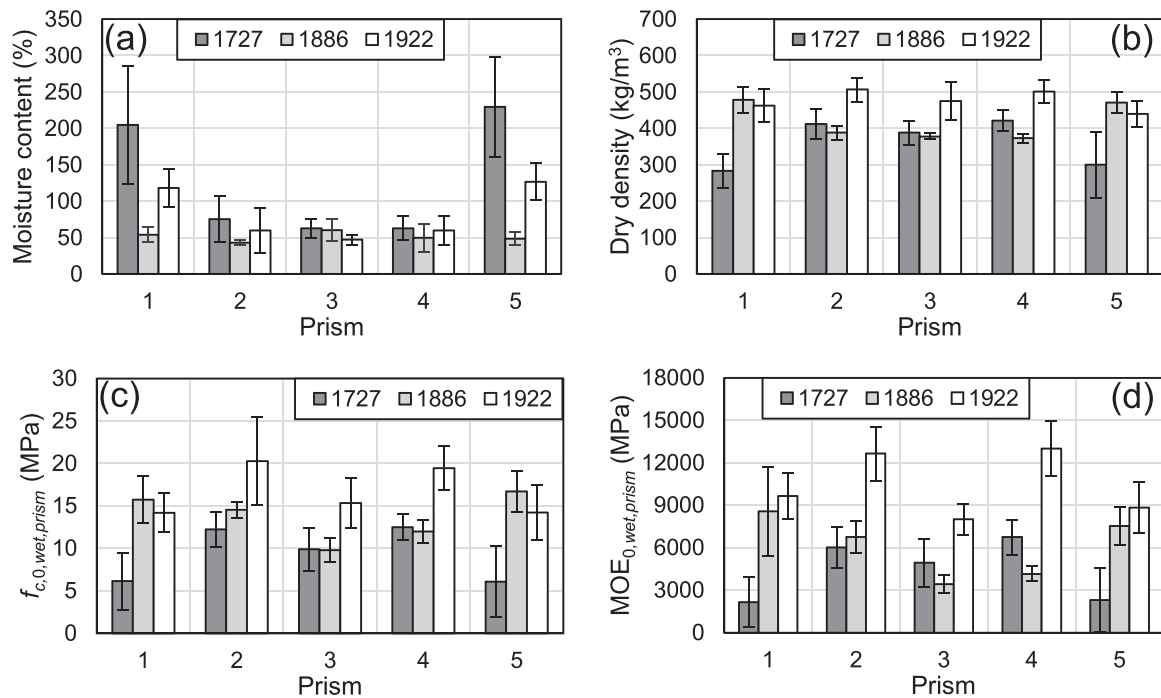 (a)
1727 1886 1922
Moisture content (%)
350
300
250
200
150
100
50
0
1 2 3 4 5
Prism
(b)
1727 1886 1922
Dry density (kg/m³)
700
600
500
400
300
200
100
0
1 2 3 4 5
Prism
(c)
1727 1886 1922
fc,0,wet,prism (MPa)
30
25
20
15
10
5
0
1 2 3 4 5
Prism
(d)
1727 1886 1922
MOE0,wet,prism (MPa)
18000
15000
12000
9000
6000
3000
0
1 2 3 4 5
Prism